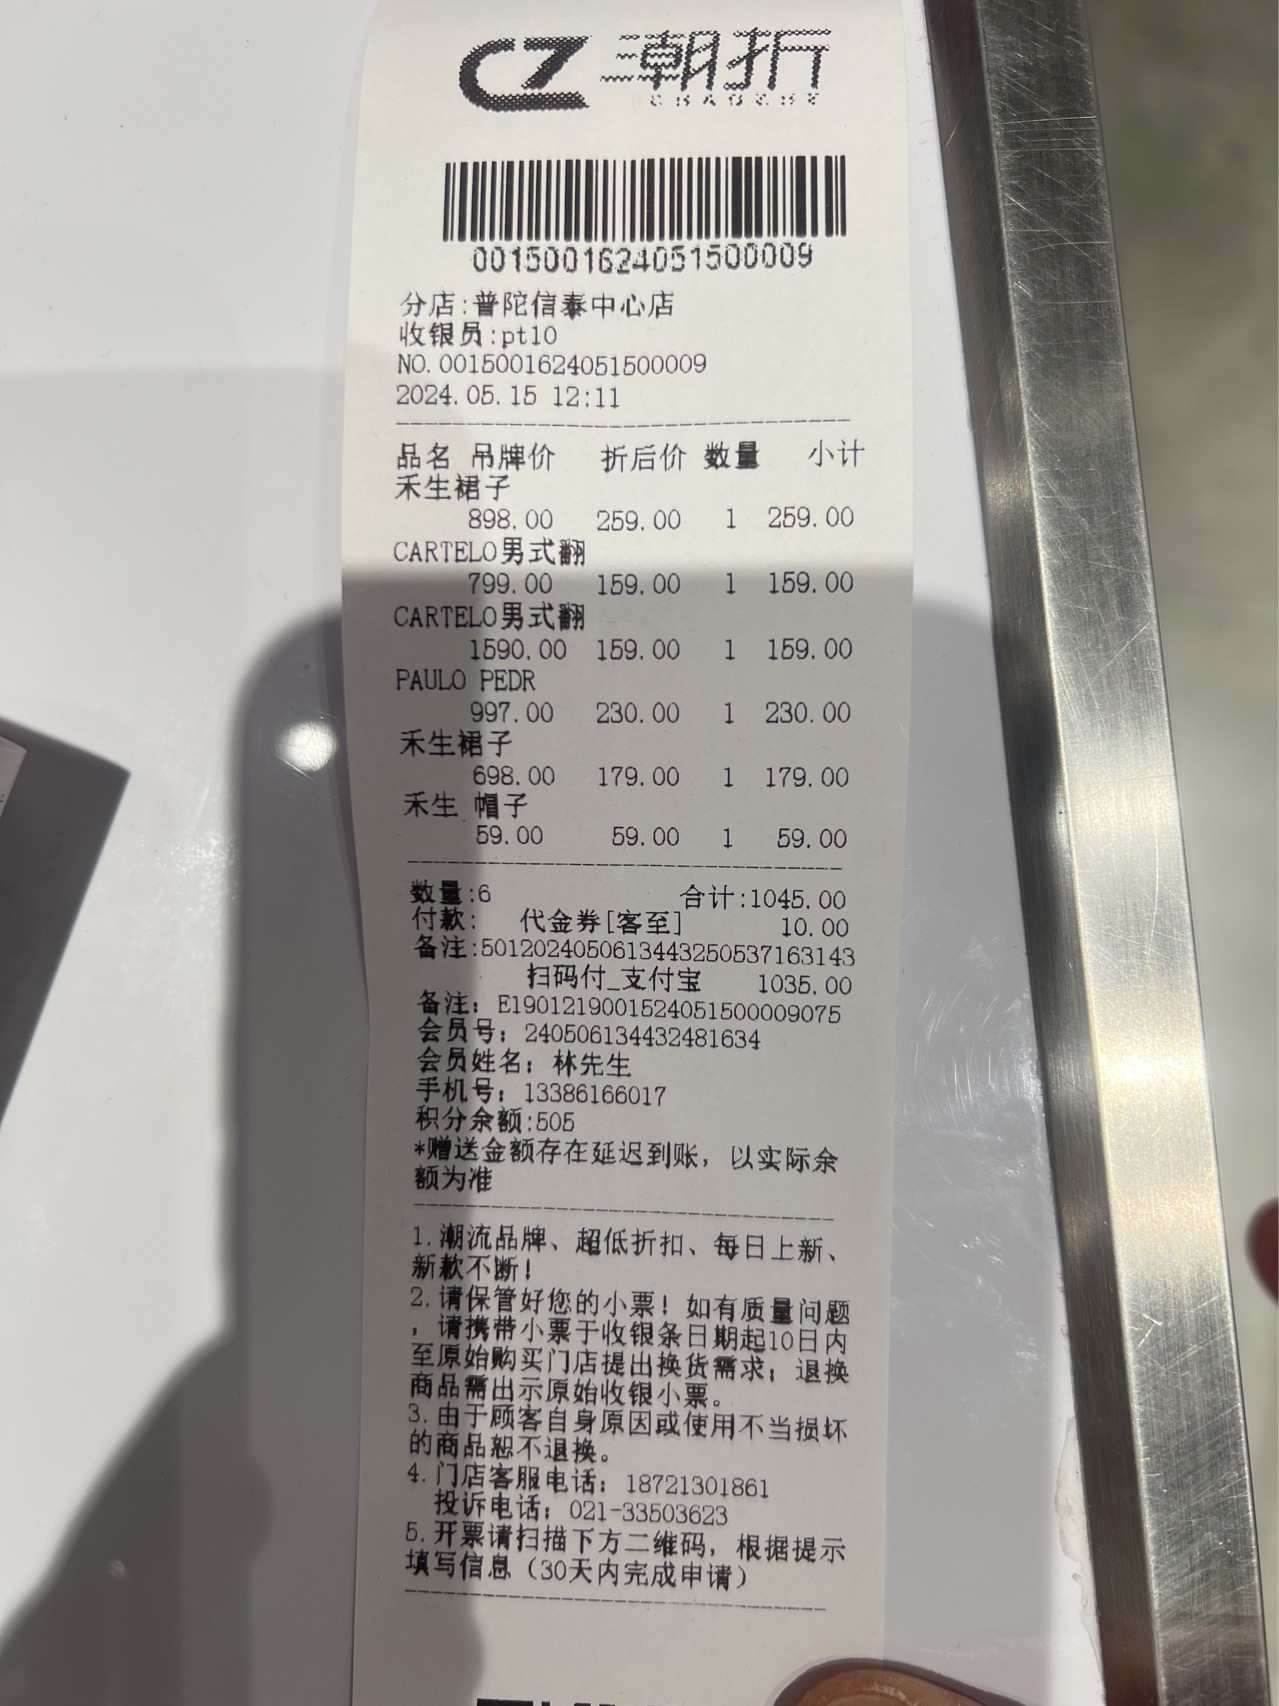 CZ 潮折
CHAOZHE
0015001624051500009
分店:普陀信泰中心店
收银员:pt10
NO.0015001624051500009
2024.05.15 12:11
品名 吊牌价 折后价 数量 小计
禾生裙子
898.00 259.00 1 259.00
CARTELO男式翻
799.00 159.00 1 159.00
CARTELO男式翻
1590.00 159.00 1 159.00
PAULO PEDR
997.00 230.00 1 230.00
禾生裙子
698.00 179.00 1 179.00
禾生 帽子
59.00 59.00 1 59.00
数量:6 合计:1045.00
付款: 代金券[客至] 10.00
备注:5012024050613443250537163143
扫码付_支付宝 1035.00
备注: E19012190015240515000009075
会员号: 240506134432481634
会员姓名: 林先生
手机号: 13386166017
积分余额:505
*赠送金额存在延迟到账，以实际余
额为准
1.潮流品牌、超低折扣、每日上新、
新款不断！
2.请保管好您的小票！如有质量问题
，请携带小票于收银条日期起10日内
至原始购买门店提出换货需求；退换
商品需出示原始收银小票。
3.由于顾客自身原因或使用不当损坏
的商品恕不退换。
4.门店客服电话: 18721301861
投诉电话: 021-33503623
5.开票请扫描下方二维码，根据提示
填写信息（30天内完成申请）